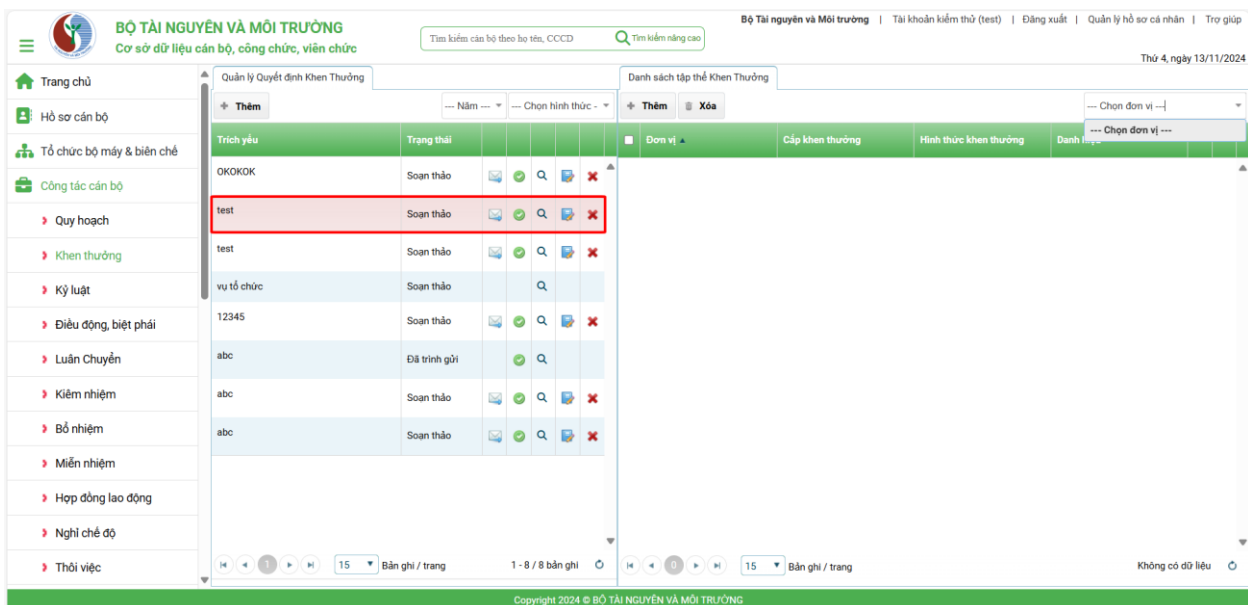 BỘ TÀI NGUYÊN VÀ MÔI TRƯỜNG
Cơ sở dữ liệu cán bộ, công chức, viên chức
Tìm kiếm cán bộ theo họ tên, CCCD
Tìm kiếm nâng cao
Bộ Tài nguyên và Môi trường | Tài khoản kiểm thử (test) | Đăng xuất | Quản lý hồ sơ cá nhân | Trợ giúp
Thứ 4, ngày 13/11/2024
Trang chủ
Hồ sơ cán bộ
Tổ chức bộ máy & biên chế
Công tác cán bộ
Quy hoạch
Khen thưởng
Kỷ luật
Điều động, biệt phái
Luân Chuyển
Kiêm nhiệm
Bổ nhiệm
Miễn nhiệm
Hợp đồng lao động
Nghỉ chế độ
Thôi việc
Quản lý Quyết định Khen Thưởng
Thêm --- Năm --- --- Chọn hình thức -
Trích yếu Trạng thái
OKOKOK Soạn thảo
test Soạn thảo
test Soạn thảo
vụ tổ chức Soạn thảo
12345 Soạn thảo
abc Đã trình gửi
abc Soạn thảo
abc Soạn thảo
1 15 Bản ghi / trang 1 - 8 / 8 bản ghi
Danh sách tập thể Khen Thưởng
Thêm Xóa --- Chọn đơn vị ---
--- Chọn đơn vị ---
Đơn vị Cấp khen thưởng Hình thức khen thưởng Danh
0 15 Bản ghi / trang Không có dữ liệu
Copyright 2024 © BỘ TÀI NGUYÊN VÀ MÔI TRƯỜNG